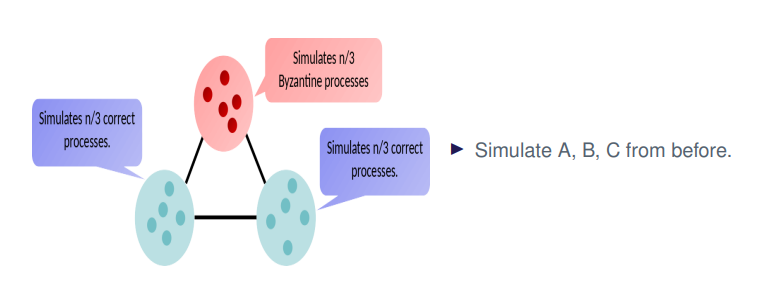 Simulates n/3
Byzantine processes
Simulates n/3 correct
processes.
Simulates n/3 correct
processes.
Simulate A, B, C from before.